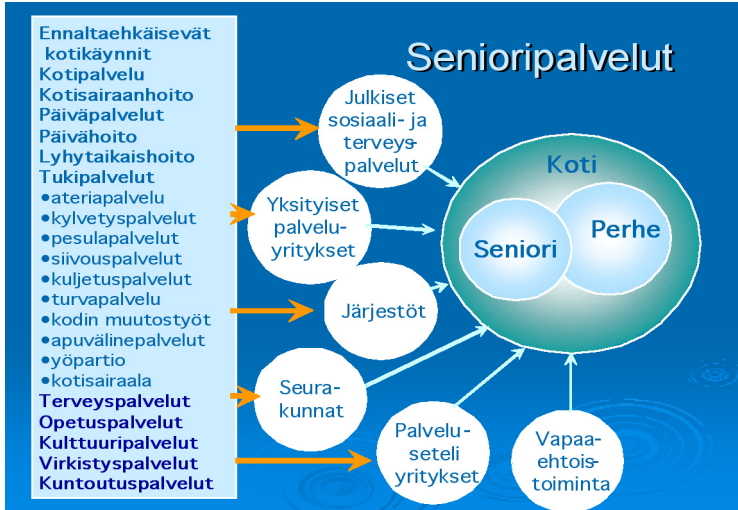 Senioripalvelut
Ennaltaehkäisevät
kotikäynnit
Kotipalvelu
Kotisairaanhoito
Päiväpalvelut
Päivähoito
Lyhytaikaishoito
Tukipalvelut
•ateriapalvelu
•kylvetyspalvelut
•pesulapalvelut
•siivouspalvelut
•kuljetuspalvelut
•turvapalvelu
•kodin muutostyöt
•apuvälinepalvelut
•yöpartio
•kotisairaala
Terveyspalvelut
Opetuspalvelut
Kulttuuripalvelut
Virkistyspalvelut
Kuntoutuspalvelut
Julkiset
sosiaali- ja
terveys-
palvelut
Yksityiset
palvelu-
yritykset
Järjestöt
Seura-
kunnat
Palvelu-
seteli
yritykset
Vapaa-
ehtois-
toiminta
Koti
Seniori
Perhe